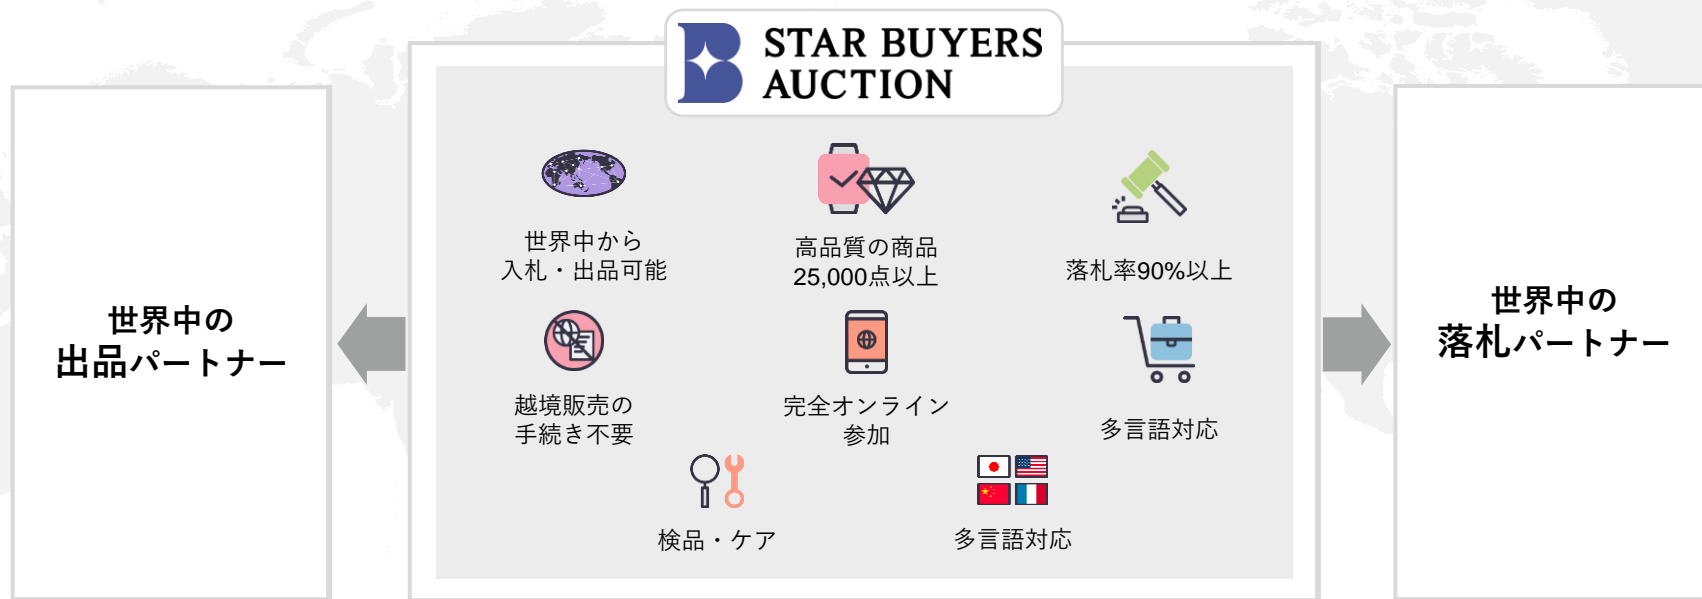 STAR BUYERS
AUCTION
世界中の
出品パートナー
世界中から
入札・出品可能
高品質の商品
25,000点以上
落札率90%以上
越境販売の
手続き不要
完全オンライン
参加
多言語対応
検品・ケア
多言語対応
世界中の
落札パートナー